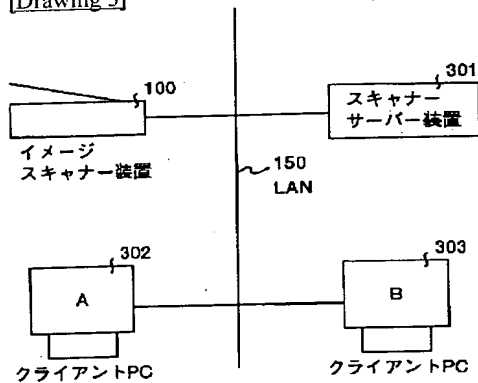 [Drawing 3]
100
301
スキャナー
サーバー装置
イメージ
スキャナー装置
150
LAN
302
303
A
B
クライアントPC
クライアントPC